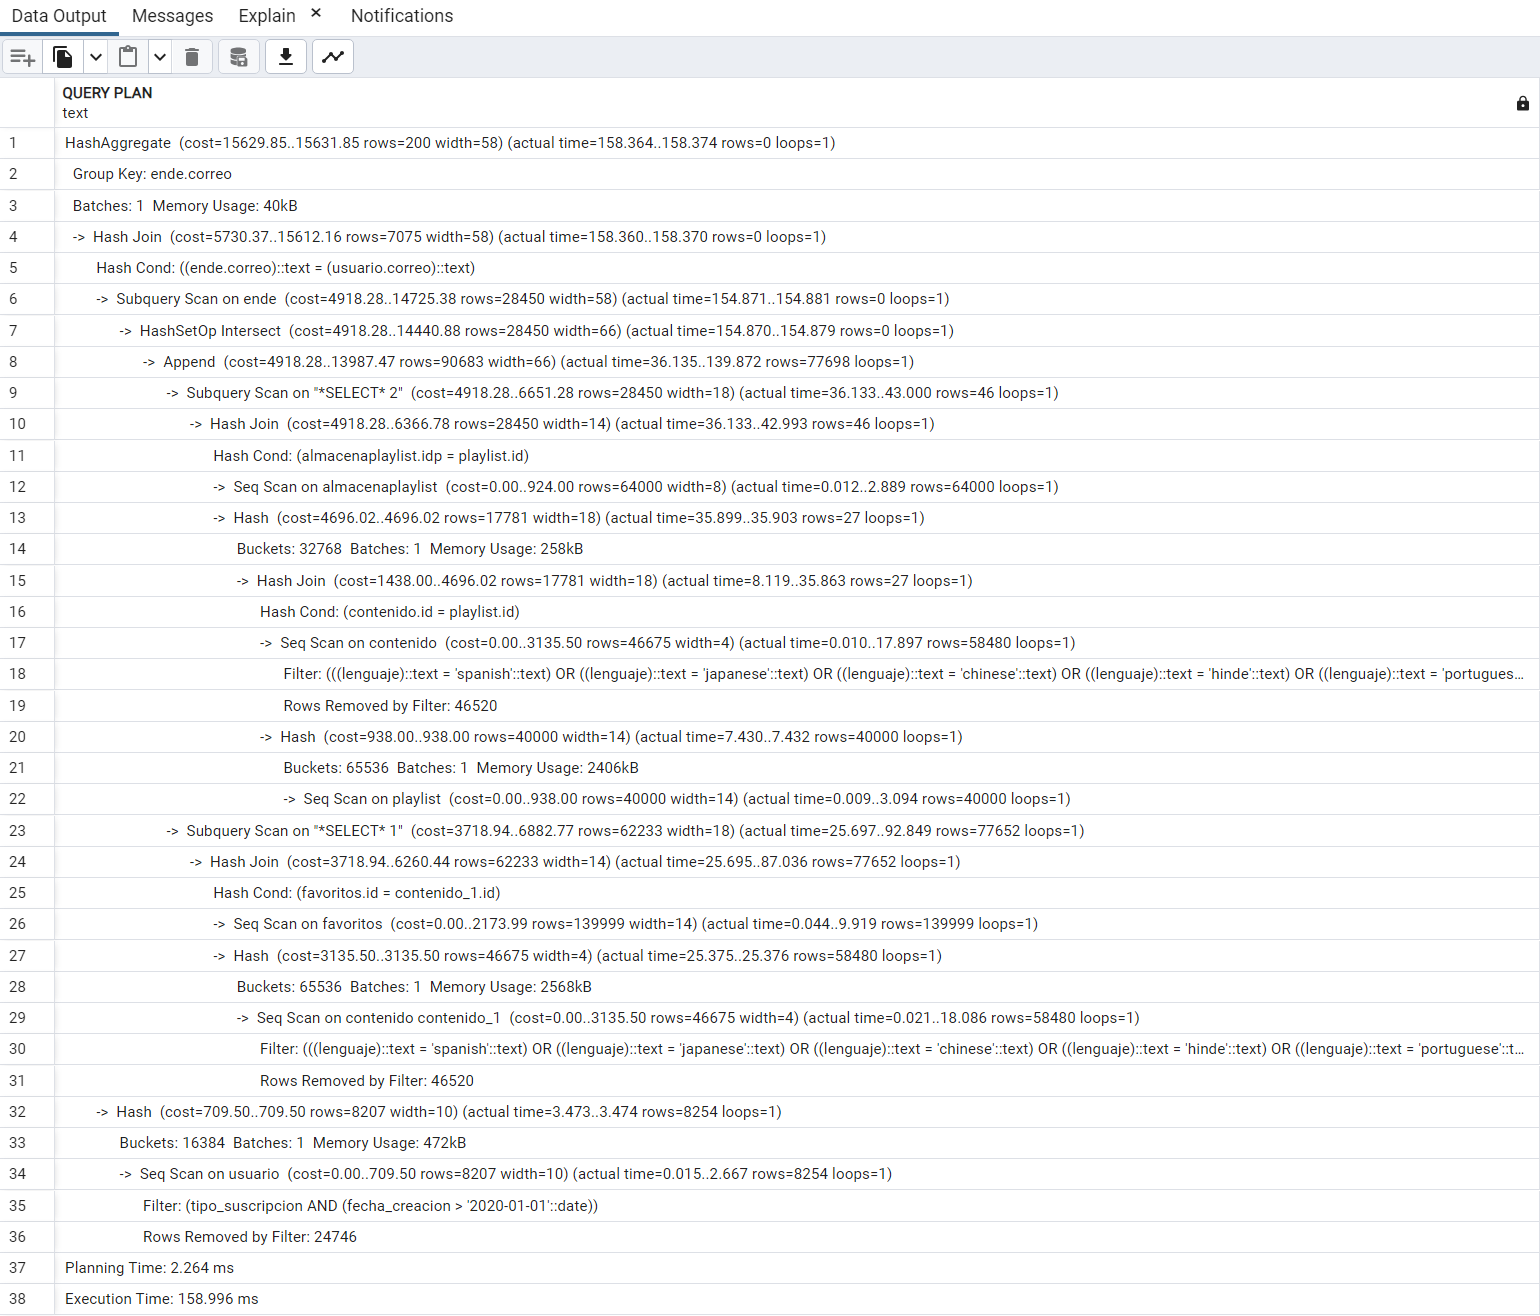 Data Output Messages Explain × Notifications
QUERY PLAN
text
1 HashAggregate (cost=15629.85..15631.85 rows=200 width=58) (actual time=158.364..158.374 rows=0 loops=1)
2 Group Key: ende.correo
3 Batches: 1 Memory Usage: 40kB
4 -> Hash Join (cost=5730.37..15612.16 rows=7075 width=58) (actual time=158.360..158.370 rows=0 loops=1)
5 Hash Cond: ((ende.correo)::text = (usuario.correo)::text)
6 -> Subquery Scan on ende (cost=4918.28..14725.38 rows=28450 width=58) (actual time=154.871..154.881 rows=0 loops=1)
7 -> HashSetOp Intersect (cost=4918.28..14440.88 rows=28450 width=66) (actual time=154.870..154.879 rows=0 loops=1)
8 -> Append (cost=4918.28..13987.47 rows=90683 width=66) (actual time=36.135..139.872 rows=77698 loops=1)
9 -> Subquery Scan on "*SELECT* 2" (cost=4918.28..6651.28 rows=28450 width=18) (actual time=36.133..43.000 rows=46 loops=1)
10 -> Hash Join (cost=4918.28..6366.78 rows=28450 width=14) (actual time=36.133..42.993 rows=46 loops=1)
11 Hash Cond: (almacenaplaylist.idp = playlist.id)
12 -> Seq Scan on almacenaplaylist (cost=0.00..924.00 rows=64000 width=8) (actual time=0.012..2.889 rows=64000 loops=1)
13 -> Hash (cost=4696.02..4696.02 rows=17781 width=18) (actual time=35.899..35.903 rows=27 loops=1)
14 Buckets: 32768 Batches: 1 Memory Usage: 258kB
15 -> Hash Join (cost=1438.00..4696.02 rows=17781 width=18) (actual time=8.119..35.863 rows=27 loops=1)
16 Hash Cond: (contenido.id = playlist.id)
17 -> Seq Scan on contenido (cost=0.00..3135.50 rows=46675 width=4) (actual time=0.010..17.897 rows=58480 loops=1)
18 Filter: (((lenguaje)::text = 'spanish'::text) OR ((lenguaje)::text = 'japanese'::text) OR ((lenguaje)::text = 'chinese'::text) OR ((lenguaje)::text = 'hinde'::text) OR ((lenguaje)::text = 'portugues...
19 Rows Removed by Filter: 46520
20 -> Hash (cost=938.00..938.00 rows=40000 width=14) (actual time=7.430..7.432 rows=40000 loops=1)
21 Buckets: 65536 Batches: 1 Memory Usage: 2406kB
22 -> Seq Scan on playlist (cost=0.00..938.00 rows=40000 width=14) (actual time=0.009..3.094 rows=40000 loops=1)
23 -> Subquery Scan on "*SELECT* 1" (cost=3718.94..6882.77 rows=62233 width=18) (actual time=25.697..92.849 rows=77652 loops=1)
24 -> Hash Join (cost=3718.94..6260.44 rows=62233 width=14) (actual time=25.695..87.036 rows=77652 loops=1)
25 Hash Cond: (favoritos.id = contenido_1.id)
26 -> Seq Scan on favoritos (cost=0.00..2173.99 rows=139999 width=14) (actual time=0.044..9.919 rows=139999 loops=1)
27 -> Hash (cost=3135.50..3135.50 rows=46675 width=4) (actual time=25.375..25.376 rows=58480 loops=1)
28 Buckets: 65536 Batches: 1 Memory Usage: 2568kB
29 -> Seq Scan on contenido contenido_1 (cost=0.00..3135.50 rows=46675 width=4) (actual time=0.021..18.086 rows=58480 loops=1)
30 Filter: (((lenguaje)::text = 'spanish'::text) OR ((lenguaje)::text = 'japanese'::text) OR ((lenguaje)::text = 'chinese'::text) OR ((lenguaje)::text = 'hinde'::text) OR ((lenguaje)::text = 'portuguese'::t...
31 Rows Removed by Filter: 46520
32 -> Hash (cost=709.50..709.50 rows=8207 width=10) (actual time=3.473..3.474 rows=8254 loops=1)
33 Buckets: 16384 Batches: 1 Memory Usage: 472kB
34 -> Seq Scan on usuario (cost=0.00..709.50 rows=8207 width=10) (actual time=0.015..2.667 rows=8254 loops=1)
35 Filter: (tipo_suscripcion AND (fecha_creacion > '2020-01-01'::date))
36 Rows Removed by Filter: 24746
37 Planning Time: 2.264 ms
38 Execution Time: 158.996 ms